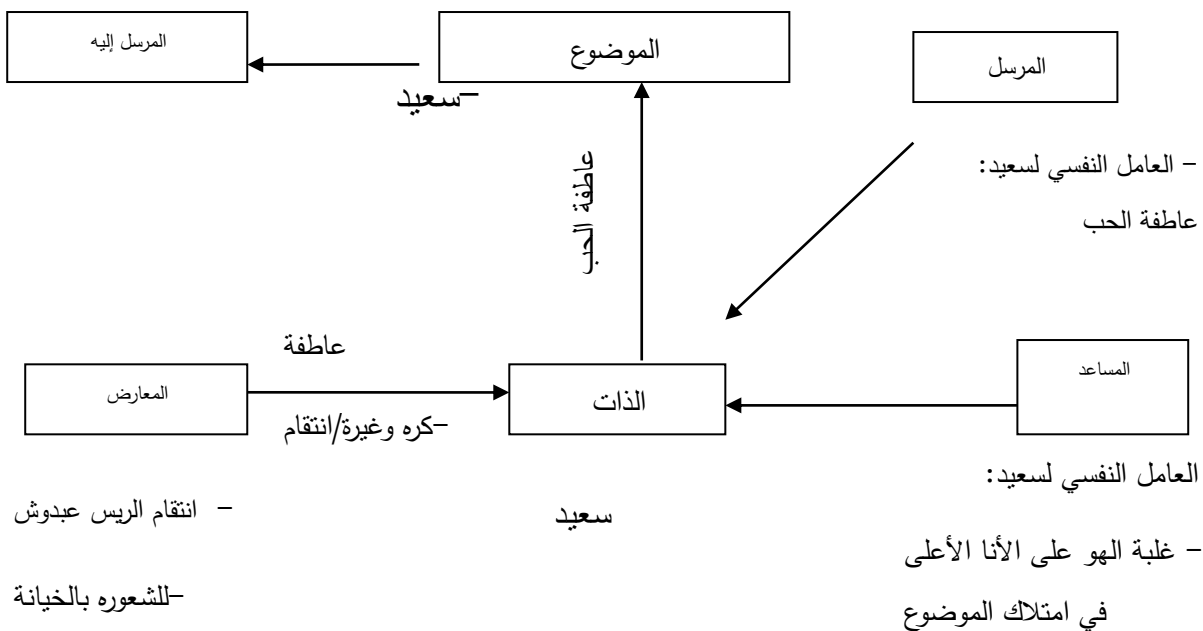 المرسل
الموضوع
المرسل إليه
–سعيد
– العامل النفسي لسعيد:
عاطفة الحب
عاطفة الحب
عاطفة
المساعد
الذات
المعارض
–كره وغيرة/انتقام
العامل النفسي لسعيد:
– غلبة الهو على الأنا الأعلى
في امتلاك الموضوع
سعيد
– انتقام الريس عبدوش
–للشعوره بالخيانة